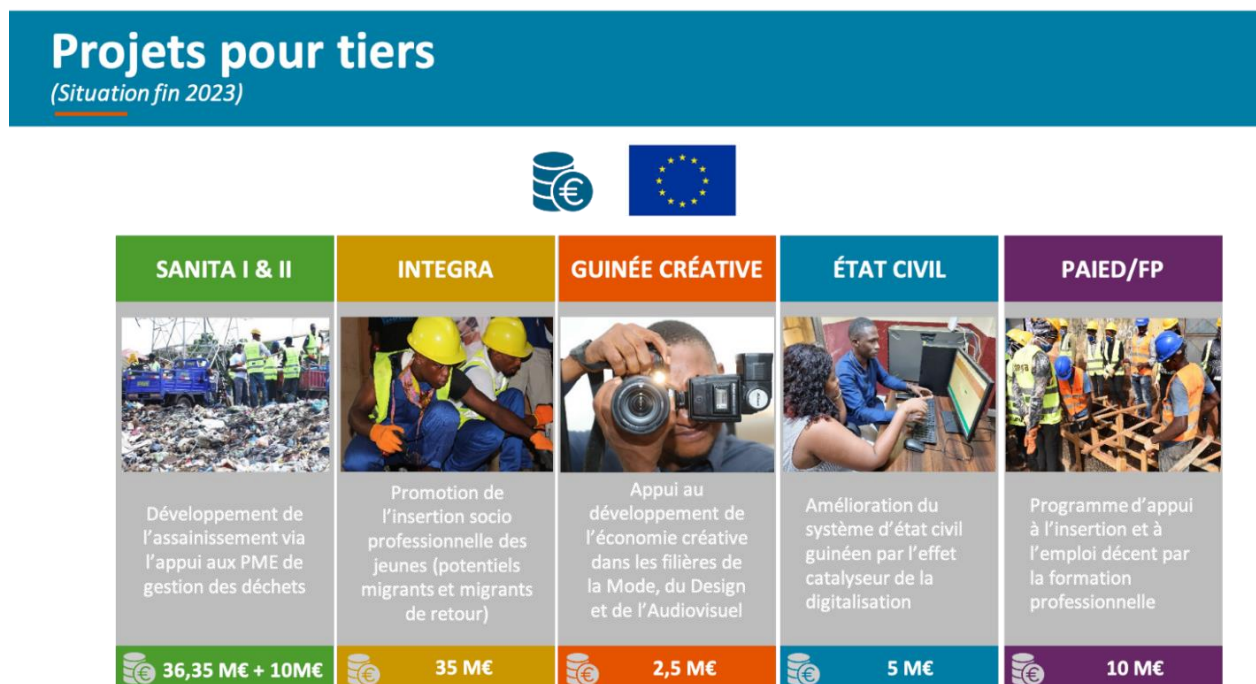 Projets pour tiers
(Situation fin 2023)
SANITA I & II
INTEGRA
GUINÉE CRÉATIVE
ÉTAT CIVIL
PAIED/FP
Développement de
l’assainissement via
l’appui aux PME de
gestion des déchets
Promotion de
l’insertion socio
professionnelle des
jeunes (potentiels
migrants et migrants
de retour)
Appui au
développement de
l’économie créative
dans les filières de
la Mode, du Design
et de l’Audiovisuel
Amélioration du
système d’état civil
guinéen par l’effet
catalyseur de la
digitalisation
Programme d’appui
à l’insertion et à
l’emploi décent par
la formation
professionnelle
36,35 M€ + 10M€
35 M€
2,5 M€
5 M€
10 M€